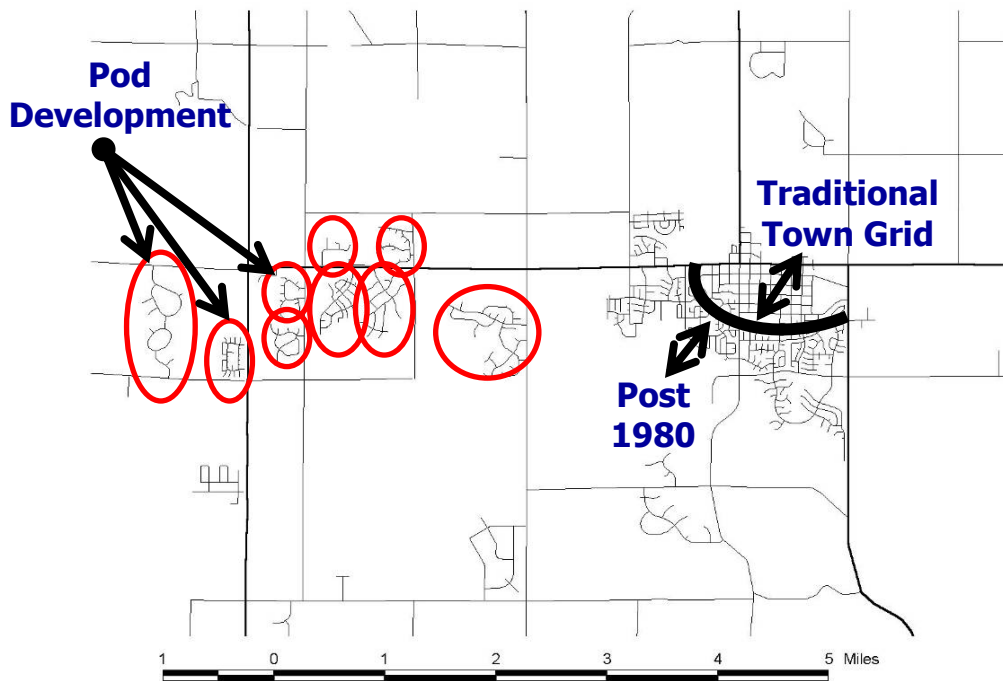 Pod
Development
Traditional
Town Grid
Post
1980
1 0 1 2 3 4 5 Miles